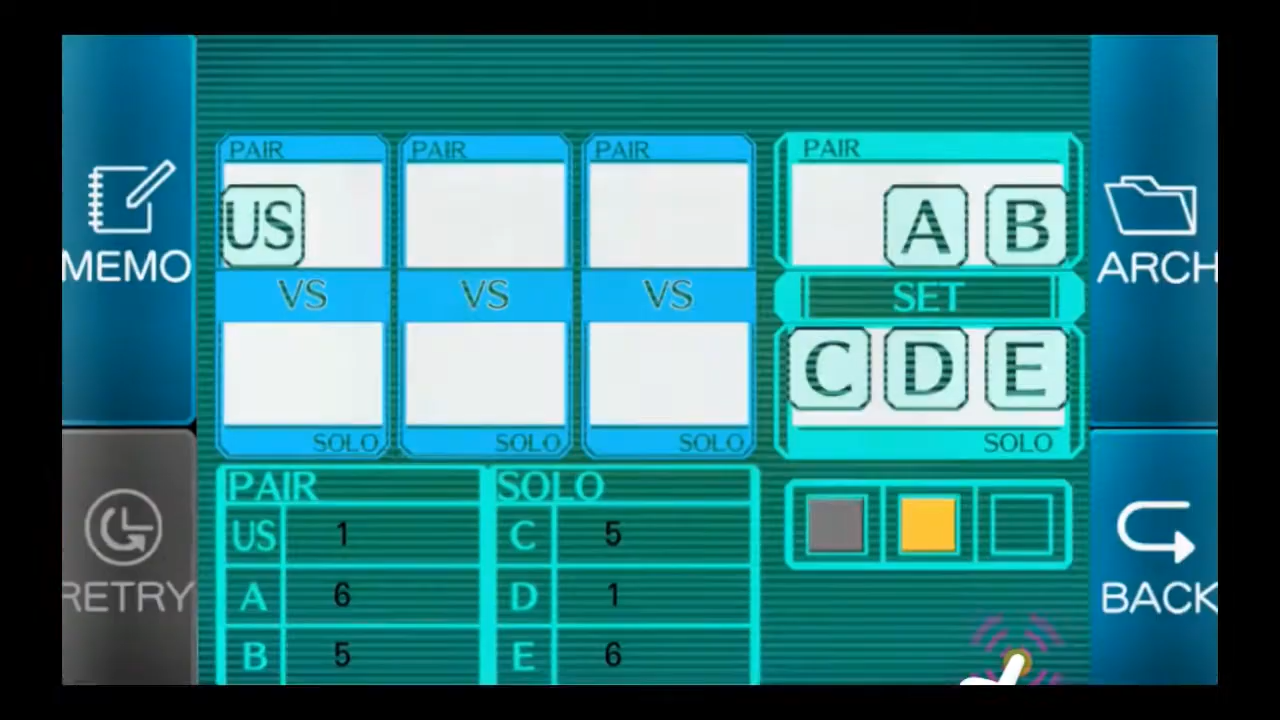 PAIR PAIR PAIR PAIR
US A B
MEMO ARCH
VS VS VS SET
C D E
SOLO SOLO SOLO SOLO
PAIR SOLO
US 1 C 5
RETRY A 6 D 1 BACK
B 5 E 6